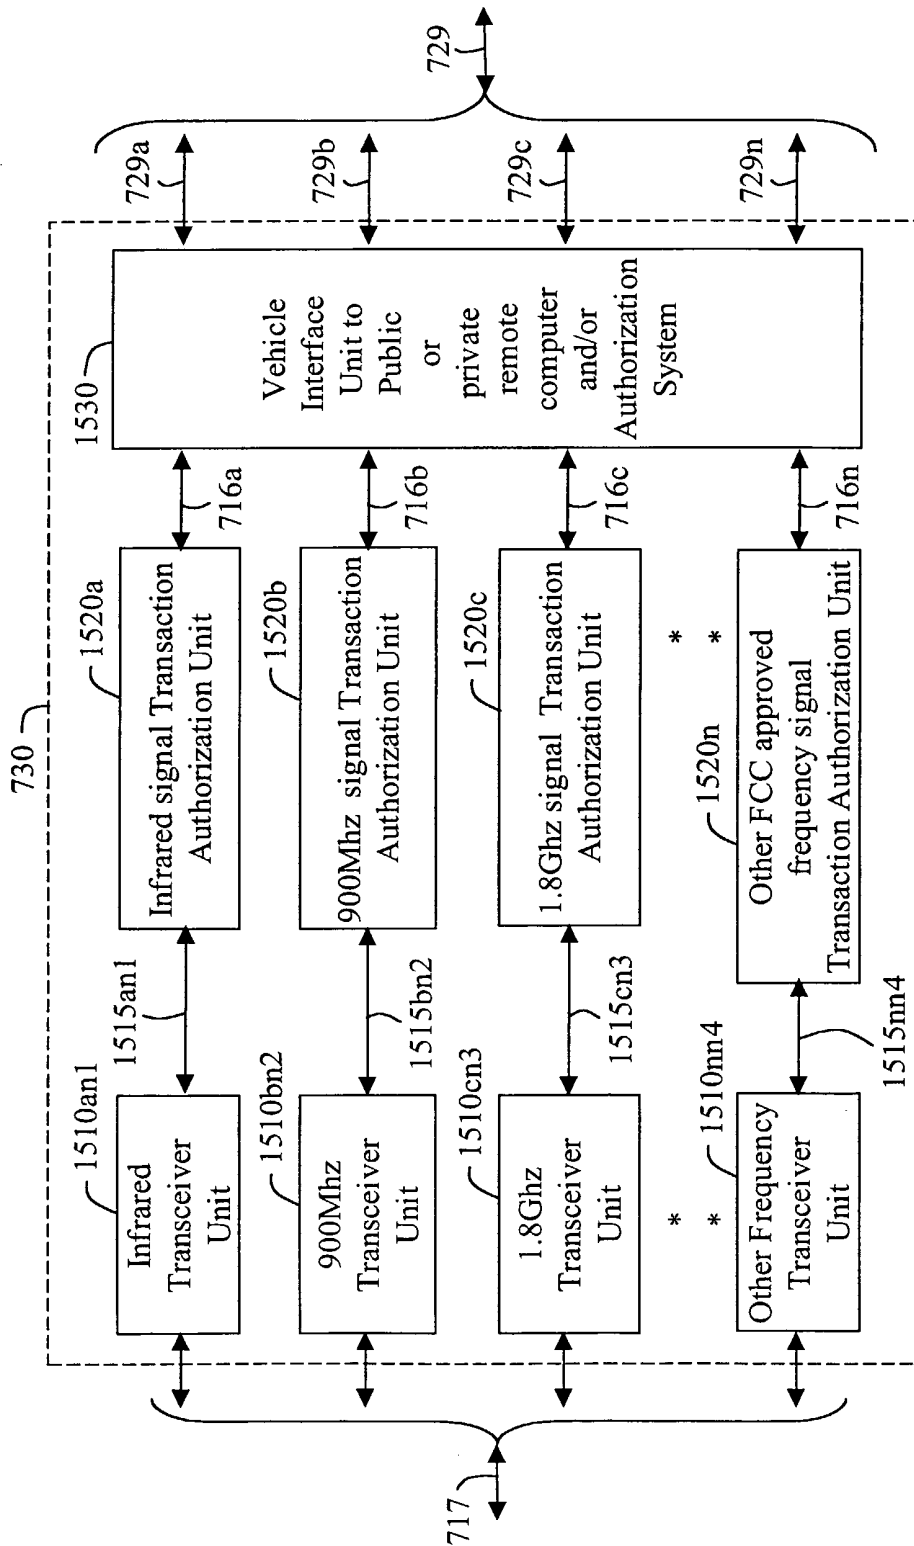 730
1510an1
Infrared
Transceiver
Unit
1515an1
1520a
Infrared signal Transaction
Authorization Unit
716a
1530
Vehicle
Interface
Unit to
Public
or
private
remote
computer
and/or
Authorization
System
729a
1510bn2
900Mhz
Transceiver
Unit
1515bn2
1520b
900Mhz signal Transaction
Authorization Unit
716b
729b
717
729
1510cn3
1.8Ghz
Transceiver
Unit
1515cn3
1520c
1.8Ghz signal Transaction
Authorization Unit
716c
729c
* *
* *
1510nn4
Other Frequency
Transceiver
Unit
1515nn4
1520n
Other FCC approved
frequency signal
Transaction Authorization Unit
716n
729n